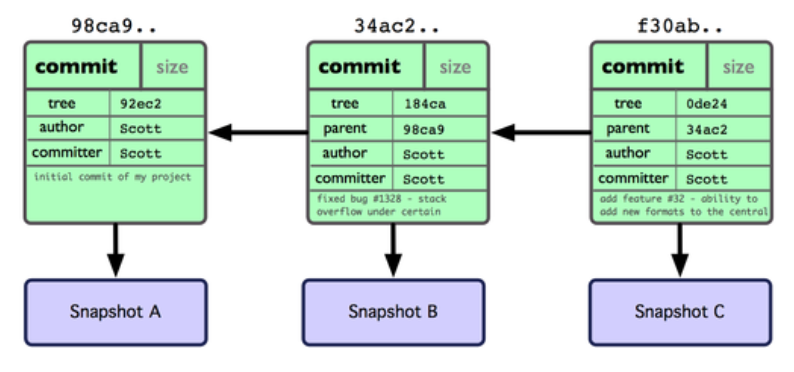 98ca9..
commit size
tree 92ec2
author Scott
committer Scott
initial commit of my project
Snapshot A
34ac2..
commit size
tree 184ca
parent 98ca9
author Scott
committer Scott
fixed bug #1328 - stack
overflow under certain
Snapshot B
f30ab..
commit size
tree 0de24
parent 34ac2
author Scott
committer Scott
add feature #32 - ability to
add new formats to the central
Snapshot C